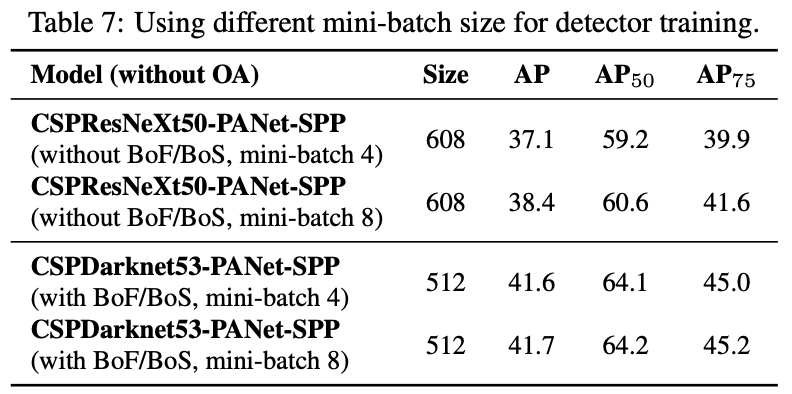 Table 7: Using different mini-batch size for detector training.
Model (without OA) Size AP AP50 AP75
CSPResNeXt50-PANet-SPP
(without BoF/BoS, mini-batch 4) 608 37.1 59.2 39.9
CSPResNeXt50-PANet-SPP
(without BoF/BoS, mini-batch 8) 608 38.4 60.6 41.6
CSPDarknet53-PANet-SPP
(with BoF/BoS, mini-batch 4) 512 41.6 64.1 45.0
CSPDarknet53-PANet-SPP
(with BoF/BoS, mini-batch 8) 512 41.7 64.2 45.2